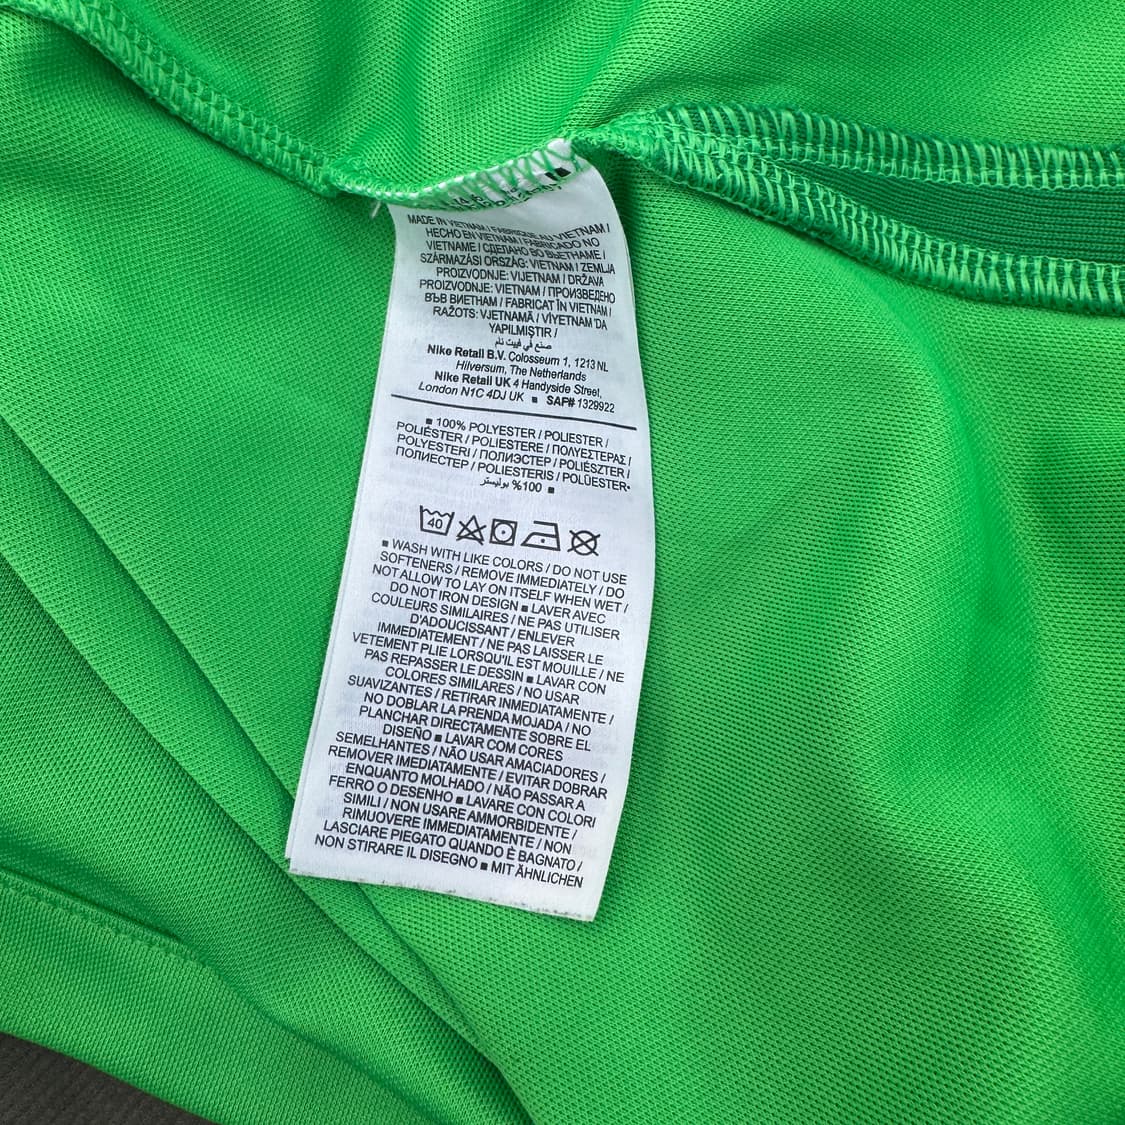 MADE IN VIETNAM / FABRIQUE AU VIETNAM /
HECHO EN VIETNAM / FABRICADO NO
VIETNAME / СДЕЛАНО ВО ВЬЕТНАМЕ /
SZÁRMAZÁSI ORSZÁG: VIETNAM / ZEMLJA
PROIZVODNJE: VIJETNAM / DRŽAVA
PROIZVODNJE: VIETNAM / ПРОИЗВЕДЕНО
ВЪВ ВИЕТНАМ / FABRICAT ÎN VIETNAM /
RAŽOTS: VJETNAMĀ / VİYETNAM'DA
YAPILMIŞTIR /
صنع في فييت نام
Nike Retail B.V. Colosseum 1, 1213 NL
Hilversum, The Netherlands
Nike Retail UK 4 Handyside Street,
London N1C 4DJ UK ■ SAP# 1329922
■ 100% POLYESTER / POLIESTER /
POLIÉSTER / POLIESTERE / ΠΟΛΥΕΣΤΕΡΑΣ /
POLYESTERI / ПОЛИЭСТЕР / POLIÉSZTER /
ПОЛИЕСТЕР / POLIESTERIS / POLÜESTER
100% بوليستر ■
40
■ WASH WITH LIKE COLORS / DO NOT USE
SOFTENERS / REMOVE IMMEDIATELY / DO
NOT ALLOW TO LAY ON ITSELF WHEN WET /
DO NOT IRON DESIGN ■ LAVER AVEC
COULEURS SIMILAIRES / NE PAS UTILISER
D'ADOUCISSANT / ENLEVER
IMMEDIATEMENT / NE PAS LAISSER LE
VETEMENT PLIE LORSQU'IL EST MOUILLE / NE
PAS REPASSER LE DESSIN ■ LAVAR CON
COLORES SIMILARES / NO USAR
SUAVIZANTES / RETIRAR INMEDIATAMENTE /
NO DOBLAR LA PRENDA MOJADA / NO
PLANCHAR DIRECTAMENTE SOBRE EL
DISEÑO ■ LAVAR COM CORES
SEMELHANTES / NÃO USAR AMACIADORES /
REMOVER IMEDIATAMENTE / EVITAR DOBRAR
ENQUANTO MOLHADO / NÃO PASSAR A
FERRO O DESENHO ■ LAVARE CON COLORI
SIMILI / NON USARE AMMORBIDENTE /
RIMUOVERE IMMEDIATAMENTE / NON
LASCIARE PIEGATO QUANDO È BAGNATO /
NON STIRARE IL DISEGNO ■ MIT ÄHNLICHEN